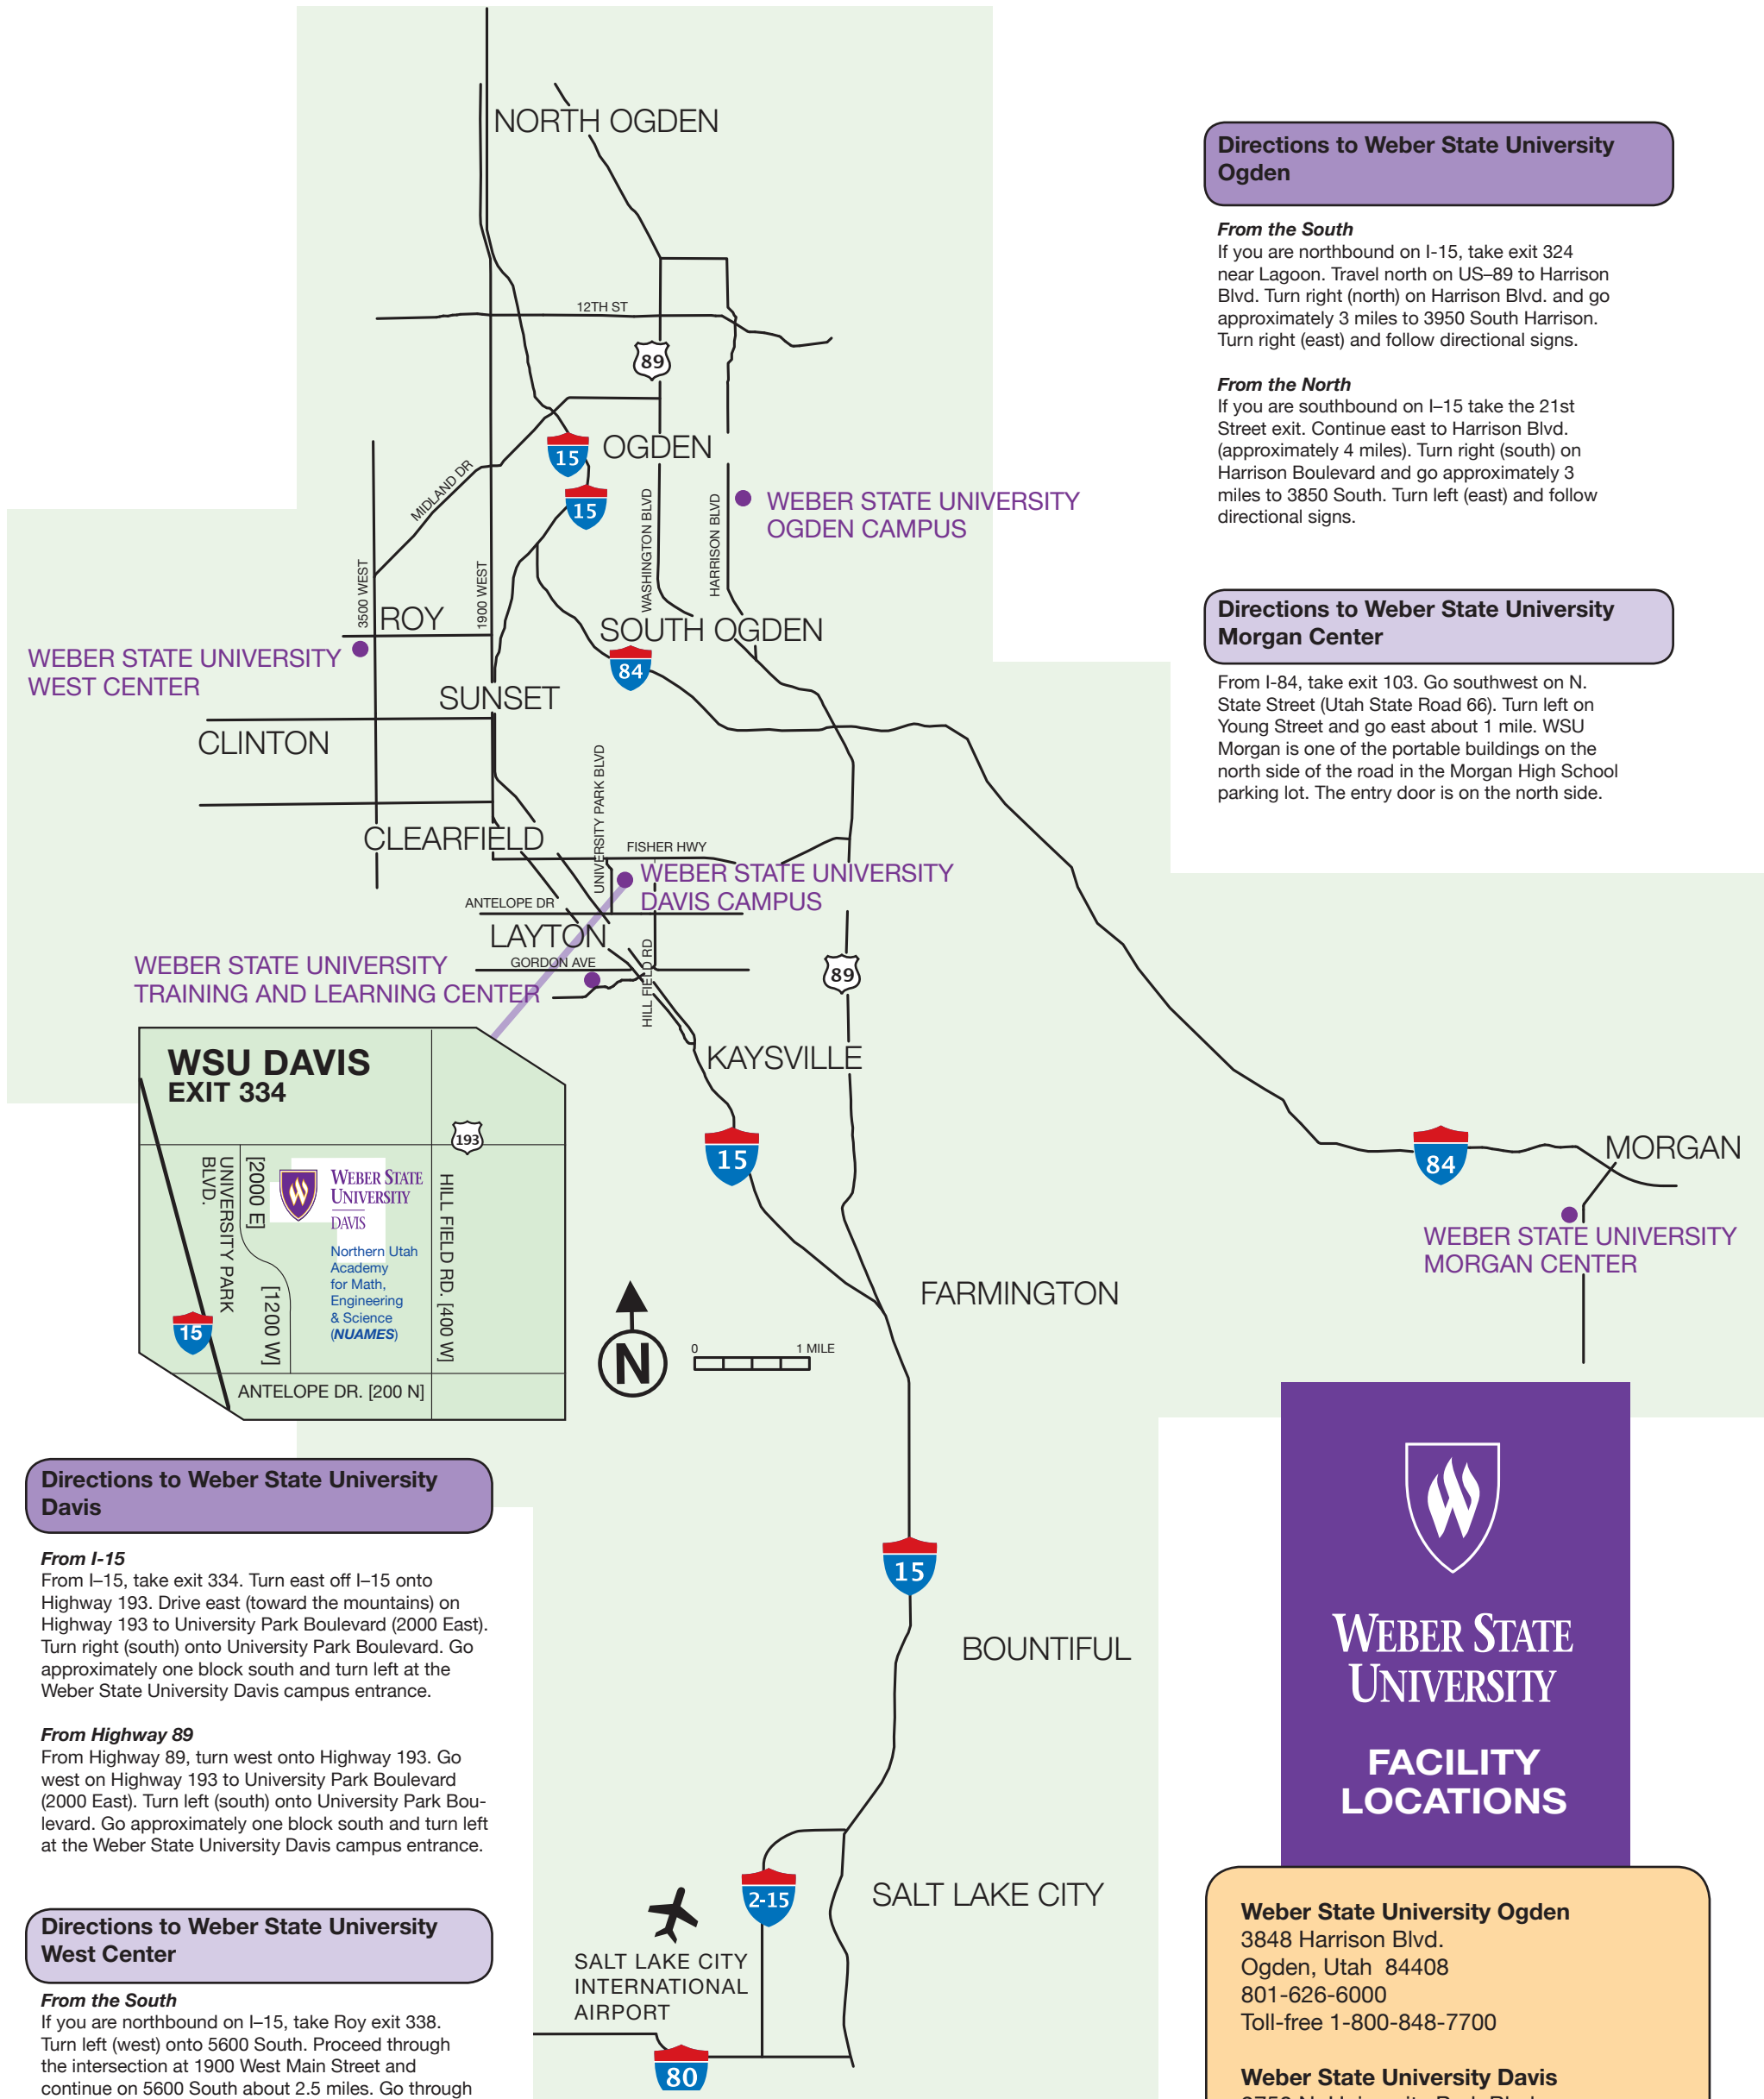 NORTH OGDEN
12TH ST
89
OGDEN
15
15
MIDLAND DR
WASHINGTON BLVD
HARRISON BLVD
WEBER STATE UNIVERSITY
OGDEN CAMPUS
3500 WEST
1900 WEST
ROY
SOUTH OGDEN
WEBER STATE UNIVERSITY
WEST CENTER
84
SUNSET
CLINTON
UNIVERSITY PARK BLVD
CLEARFIELD
FISHER HWY
WEBER STATE UNIVERSITY
DAVIS CAMPUS
ANTELOPE DR
LAYTON
GORDON AVE
HILL FIELD RD
WEBER STATE UNIVERSITY
TRAINING AND LEARNING CENTER
89
KAYSVILLE
15
84
MORGAN
WEBER STATE UNIVERSITY
MORGAN CENTER
FARMINGTON
N
0
1 MILE
15
BOUNTIFUL
2-15
SALT LAKE CITY
SALT LAKE CITY
INTERNATIONAL
AIRPORT
80
WSU DAVIS
EXIT 334
193
UNIVERSITY PARK
BLVD.
[2000 E]
[1200 W]
WEBER STATE
UNIVERSITY
DAVIS
Northern Utah
Academy
for Math,
Engineering
& Science
(NUAMES)
HILL FIELD RD. [400 W]
15
ANTELOPE DR. [200 N]
Directions to Weber State University
Davis
From I-15
From I–15, take exit 334. Turn east off I–15 onto
Highway 193. Drive east (toward the mountains) on
Highway 193 to University Park Boulevard (2000 East).
Turn right (south) onto University Park Boulevard. Go
approximately one block south and turn left at the
Weber State University Davis campus entrance.
From Highway 89
From Highway 89, turn west onto Highway 193. Go
west on Highway 193 to University Park Boulevard
(2000 East). Turn left (south) onto University Park Bou-
levard. Go approximately one block south and turn left
at the Weber State University Davis campus entrance.
Directions to Weber State University
West Center
From the South
If you are northbound on I–15, take Roy exit 338.
Turn left (west) onto 5600 South. Proceed through
the intersection at 1900 West Main Street and
continue on 5600 South about 2.5 miles. Go through
Directions to Weber State University
Ogden
From the South
If you are northbound on I-15, take exit 324
near Lagoon. Travel north on US–89 to Harrison
Blvd. Turn right (north) on Harrison Blvd. and go
approximately 3 miles to 3950 South Harrison.
Turn right (east) and follow directional signs.
From the North
If you are southbound on I–15 take the 21st
Street exit. Continue east to Harrison Blvd.
(approximately 4 miles). Turn right (south) on
Harrison Boulevard and go approximately 3
miles to 3850 South. Turn left (east) and follow
directional signs.
Directions to Weber State University
Morgan Center
From I-84, take exit 103. Go southwest on N.
State Street (Utah State Road 66). Turn left on
Young Street and go east about 1 mile. WSU
Morgan is one of the portable buildings on the
north side of the road in the Morgan High School
parking lot. The entry door is on the north side.
WEBER STATE
UNIVERSITY
FACILITY
LOCATIONS
Weber State University Ogden
3848 Harrison Blvd.
Ogden, Utah 84408
801-626-6000
Toll-free 1-800-848-7700
Weber State University Davis